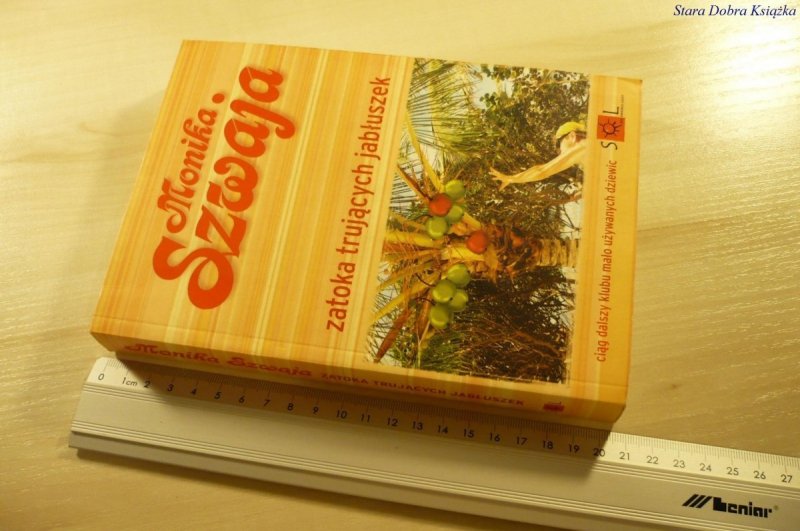 Stara Dobra Książka
Monika
Szwaja
zatoka trujących jabłuszek
ciąg dalszy klubu mało używanych dziewic
SOL
Monika Szwaja ZATOKA TRUJĄCYCH JABŁUSZEK
0 1cm 2 3 4 5 6 7 8 9 10 11 12 13 14 15 16 17 18 19 20 21 22 23 24 25 26 27
Leniar